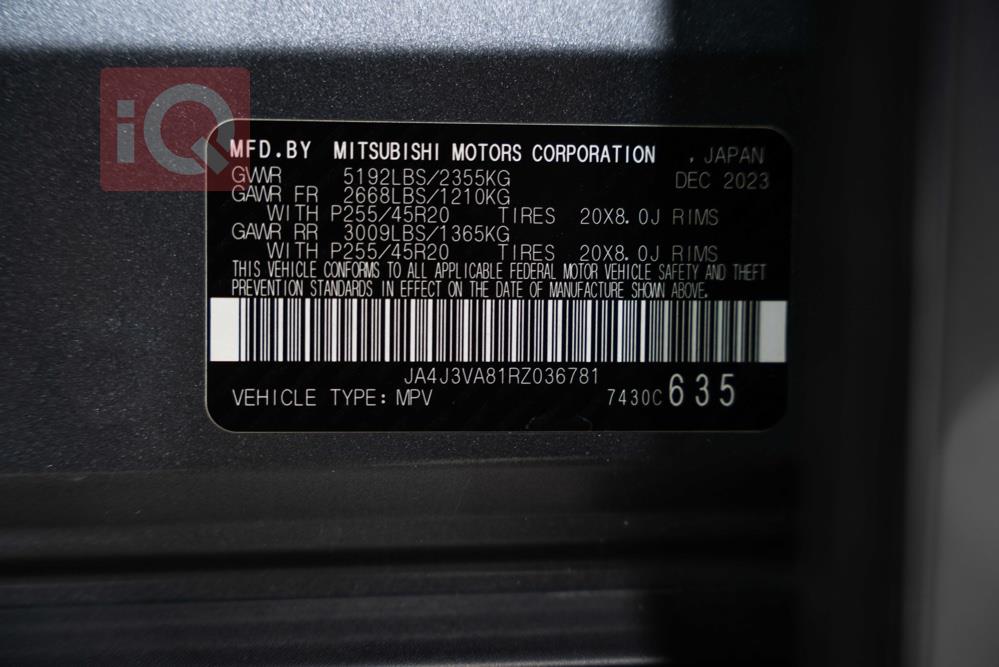 iQ
MFD.BY MITSUBISHI MOTORS CORPORATION , JAPAN
GVWR 5192LBS/2355KG DEC 2023
GAWR FR 2668LBS/1210KG
WITH P255/45R20 TIRES 20X8.0J RIMS
GAWR RR 3009LBS/1365KG
WITH P255/45R20 TIRES 20X8.0J RIMS
THIS VEHICLE CONFORMS TO ALL APPLICABLE FEDERAL MOTOR VEHICLE SAFETY AND THEFT
PREVENTION STANDARDS IN EFFECT ON THE DATE OF MANUFACTURE SHOWN ABOVE.
JA4J3VA81RZ036781
VEHICLE TYPE: MPV 7430C 635